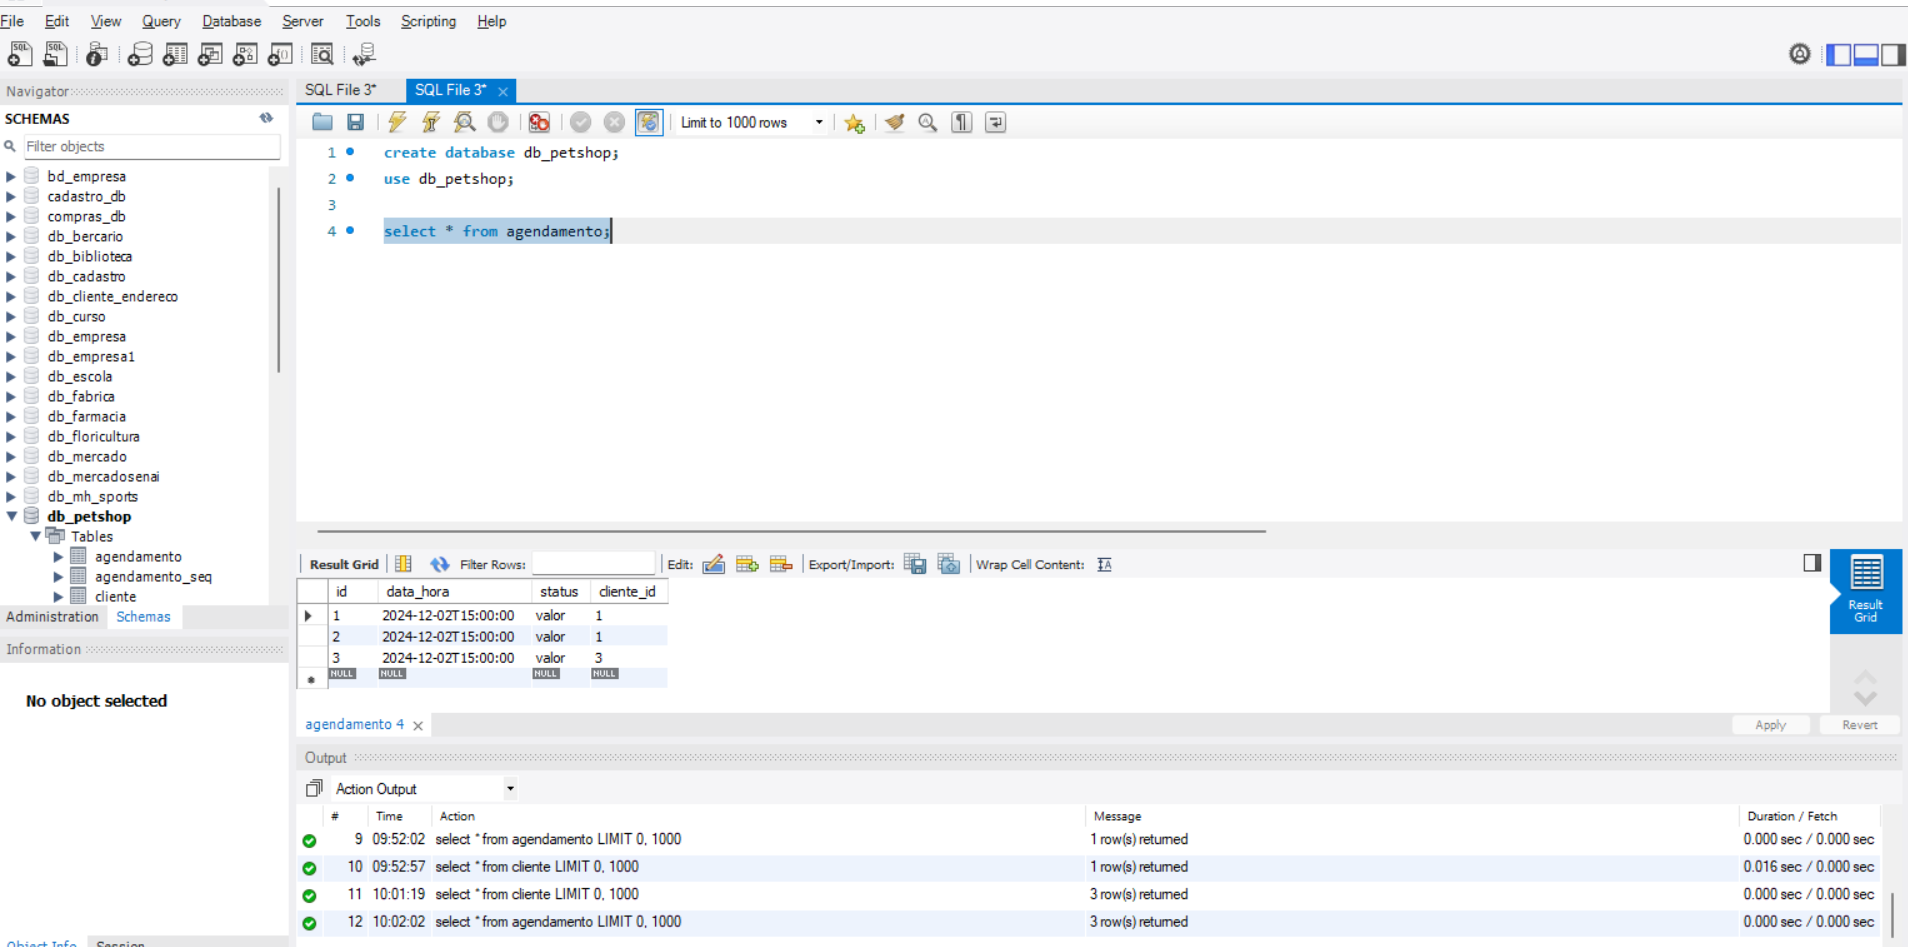 File Edit View Query Database Server Tools Scripting Help
Navigator
SCHEMAS
Filter objects
bd_empresa
cadastro_db
compras_db
db_bercario
db_biblioteca
db_cadastro
db_cliente_endereco
db_curso
db_empresa
db_empresa1
db_escola
db_fabrica
db_farmacia
db_floricultura
db_mercado
db_mercadosenai
db_mh_sports
db_petshop
Tables
agendamento
agendamento_seq
cliente
Administration Schemas
Information
No object selected
Object Info Session
SQL File 3* SQL File 3*
Limit to 1000 rows
1 create database db_petshop;
2 use db_petshop;
3
4 select * from agendamento;
Result Grid Filter Rows: Edit: Export/Import: Wrap Cell Content:
id data_hora status cliente_id
1 2024-12-02T15:00:00 valor 1
2 2024-12-02T15:00:00 valor 1
3 2024-12-02T15:00:00 valor 3
NULL NULL NULL NULL
Result
Grid
agendamento 4 Apply Revert
Output
Action Output
# Time Action Message Duration / Fetch
9 09:52:02 select * from agendamento LIMIT 0, 1000 1 row(s) returned 0.000 sec / 0.000 sec
10 09:52:57 select * from cliente LIMIT 0, 1000 1 row(s) returned 0.016 sec / 0.000 sec
11 10:01:19 select * from cliente LIMIT 0, 1000 3 row(s) returned 0.000 sec / 0.000 sec
12 10:02:02 select * from agendamento LIMIT 0, 1000 3 row(s) returned 0.000 sec / 0.000 sec